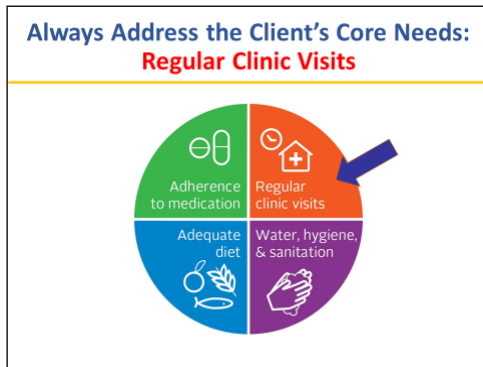 Always Address the Client's Core Needs:
Regular Clinic Visits
Adherence
to medication
Regular
clinic visits
Adequate
diet
Water, hygiene,
& sanitation